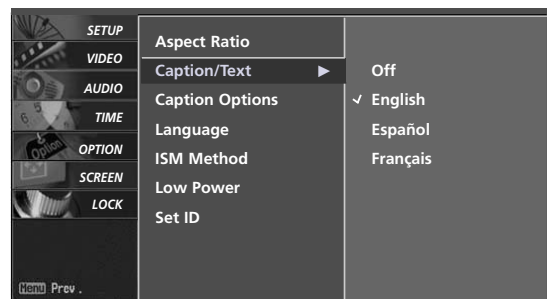 SETUP
VIDEO
AUDIO
TIME
OPTION
SCREEN
LOCK
Menu Prev .
Aspect Ratio
Caption/Text ►
Caption Options
Language
ISM Method
Low Power
Set ID
Off
✓ English
Español
Français